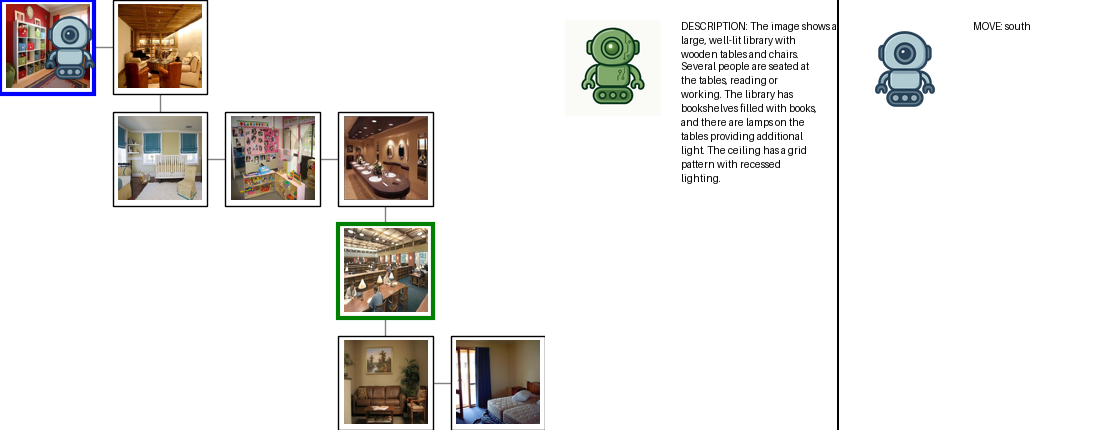 DESCRIPTION: The image shows a
large, well-lit library with
wooden tables and chairs.
Several people are seated at
the tables, reading or
working. The library has
bookshelves filled with books,
and there are lamps on the
tables providing additional
light. The ceiling has a grid
pattern with recessed
lighting.
MOVE: south